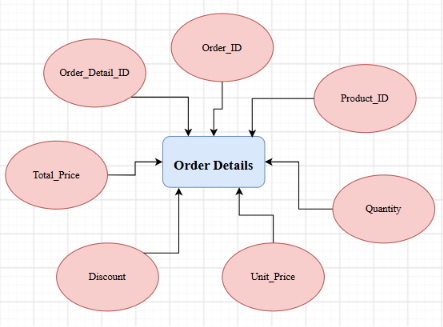 Order_ID
Order_Detail_ID
Product_ID
Order Details
Total_Price
Quantity
Discount
Unit_Price